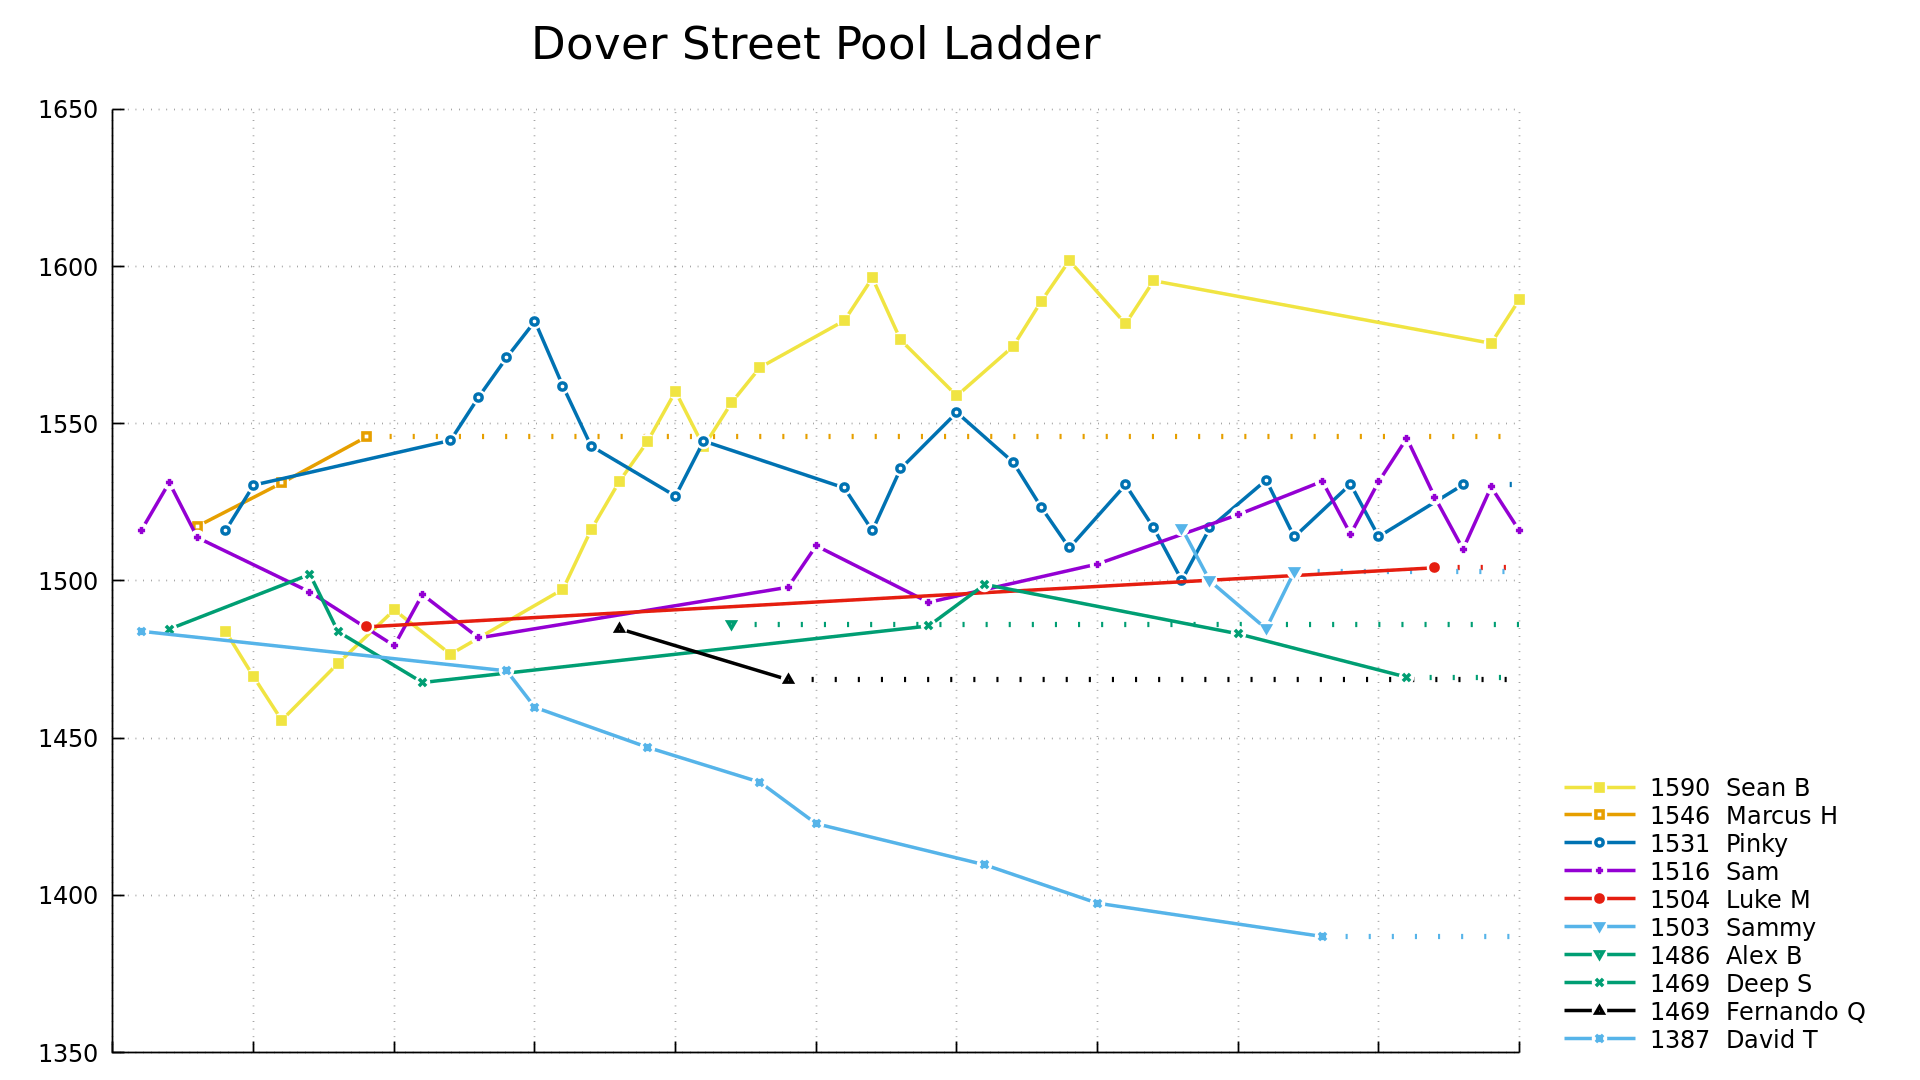 Dover Street Pool Ladder
1650
1600
1550
1500
1450
1400
1350
1590 Sean B
1546 Marcus H
1531 Pinky
1516 Sam
1504 Luke M
1503 Sammy
1486 Alex B
1469 Deep S
1469 Fernando Q
1387 David T